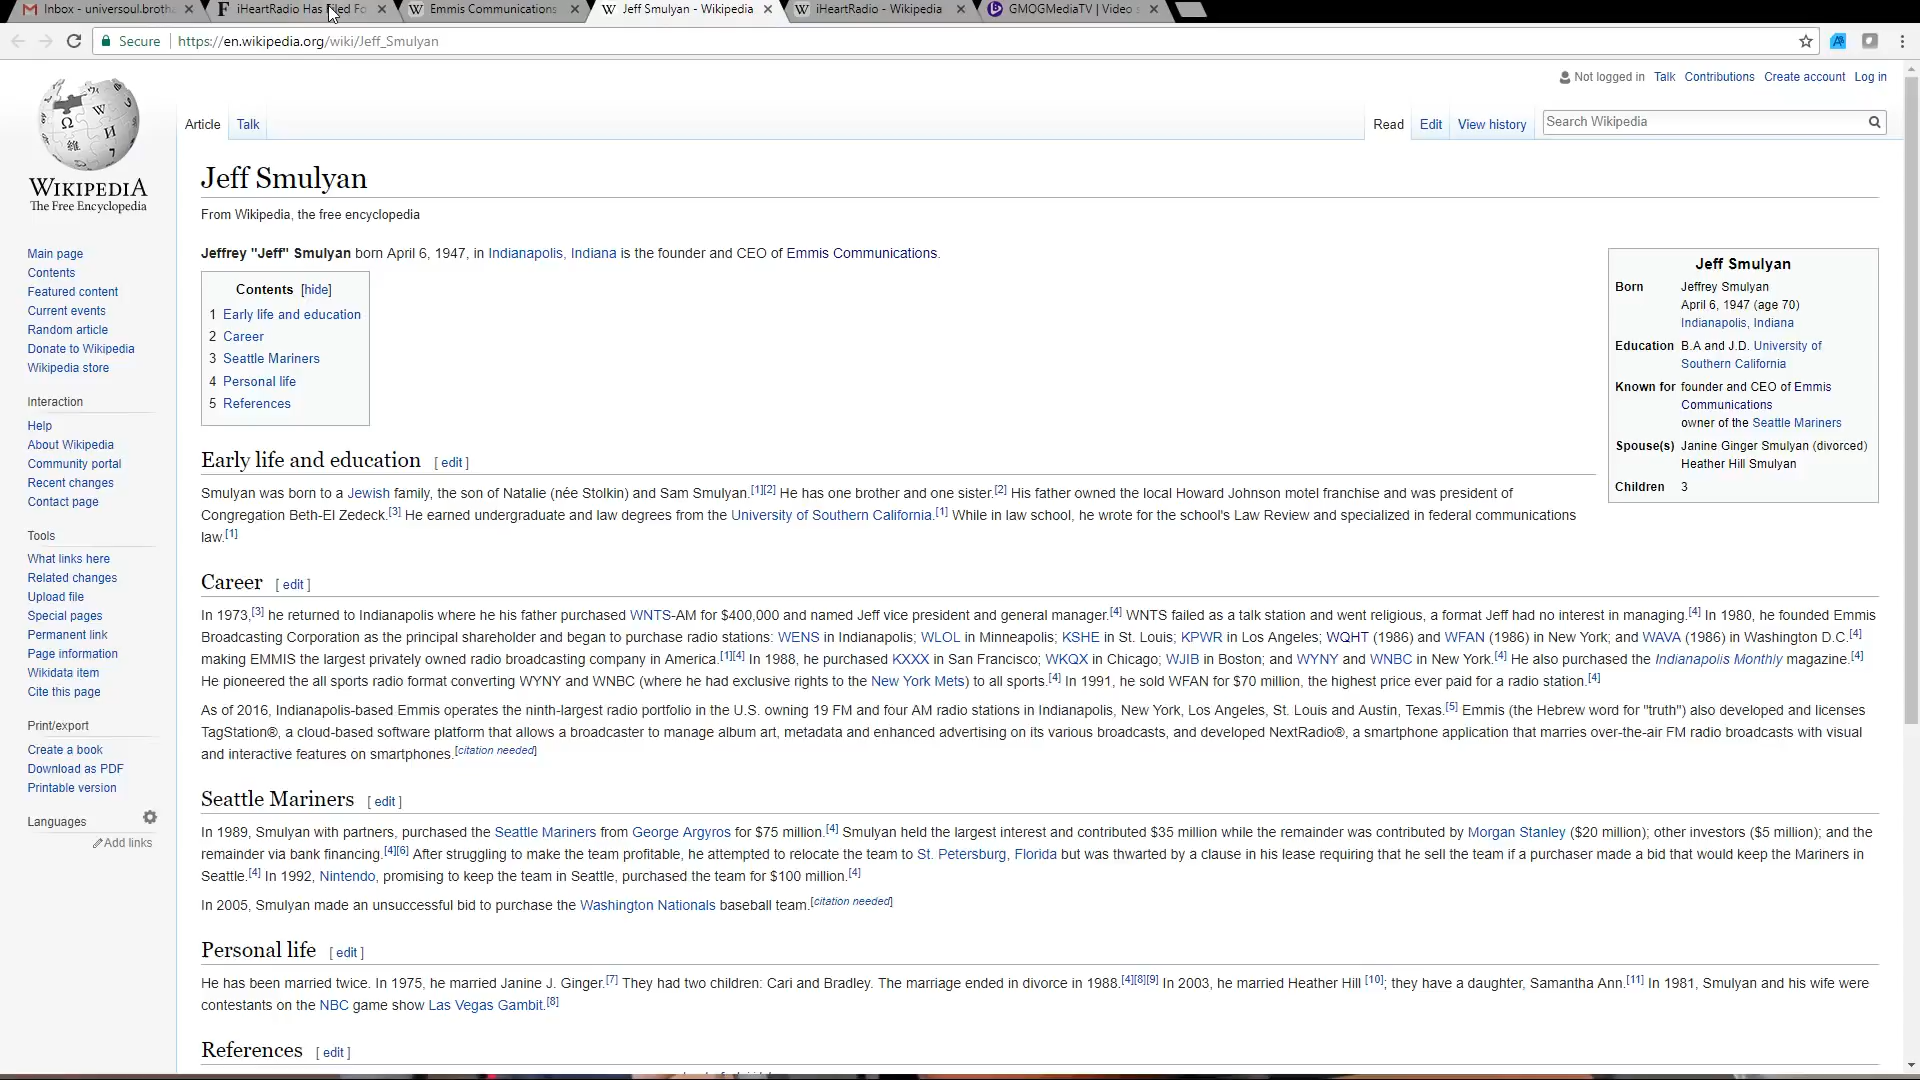 Inbox - universoul.broth
iHeartRadio Has Filed Fo
Emmis Communications
Jeff Smulyan - Wikipedia
iHeartRadio - Wikipedia
GMOGMediaTV | Video
Secure
https://en.wikipedia.org/wiki/Jeff_Smulyan
Not logged in Talk Contributions Create account Log in
Article Talk
Read Edit View history
Search Wikipedia
WIKIPEDIA
The Free Encyclopedia
Main page
Contents
Featured content
Current events
Random article
Donate to Wikipedia
Wikipedia store
Interaction
Help
About Wikipedia
Community portal
Recent changes
Contact page
Tools
What links here
Related changes
Upload file
Special pages
Permanent link
Page information
Wikidata item
Cite this page
Print/export
Create a book
Download as PDF
Printable version
Languages
Add links
Jeff Smulyan
From Wikipedia, the free encyclopedia
Jeffrey "Jeff" Smulyan born April 6, 1947, in Indianapolis, Indiana is the founder and CEO of Emmis Communications.
Contents [hide]
1 Early life and education
2 Career
3 Seattle Mariners
4 Personal life
5 References
Jeff Smulyan
Born Jeffrey Smulyan
April 6, 1947 (age 70)
Indianapolis, Indiana
Education B.A and J.D. University of
Southern California
Known for founder and CEO of Emmis
Communications
owner of the Seattle Mariners
Spouse(s) Janine Ginger Smulyan (divorced)
Heather Hill Smulyan
Children 3
Early life and education [ edit ]
Smulyan was born to a Jewish family, the son of Natalie (née Stolkin) and Sam Smulyan.[1][2] He has one brother and one sister.[2] His father owned the local Howard Johnson motel franchise and was president of
Congregation Beth-El Zedeck.[3] He earned undergraduate and law degrees from the University of Southern California.[1] While in law school, he wrote for the school's Law Review and specialized in federal communications
law.[1]
Career [ edit ]
In 1973,[3] he returned to Indianapolis where he his father purchased WNTS-AM for $400,000 and named Jeff vice president and general manager.[4] WNTS failed as a talk station and went religious, a format Jeff had no interest in managing.[4] In 1980, he founded Emmis
Broadcasting Corporation as the principal shareholder and began to purchase radio stations: WENS in Indianapolis; WLOL in Minneapolis; KSHE in St. Louis; KPWR in Los Angeles; WQHT (1986) and WFAN (1986) in New York; and WAVA (1986) in Washington D.C.[4]
making EMMIS the largest privately owned radio broadcasting company in America.[1][4] In 1988, he purchased KXXX in San Francisco; WKQX in Chicago; WJIB in Boston; and WYNY and WNBC in New York.[4] He also purchased the Indianapolis Monthly magazine.[4]
He pioneered the all sports radio format converting WYNY and WNBC (where he had exclusive rights to the New York Mets) to all sports.[4] In 1991, he sold WFAN for $70 million, the highest price ever paid for a radio station.[4]
As of 2016, Indianapolis-based Emmis operates the ninth-largest radio portfolio in the U.S. owning 19 FM and four AM radio stations in Indianapolis, New York, Los Angeles, St. Louis and Austin, Texas.[5] Emmis (the Hebrew word for "truth") also developed and licenses
TagStation®, a cloud-based software platform that allows a broadcaster to manage album art, metadata and enhanced advertising on its various broadcasts, and developed NextRadio®, a smartphone application that marries over-the-air FM radio broadcasts with visual
and interactive features on smartphones.[citation needed]
Seattle Mariners [ edit ]
In 1989, Smulyan with partners, purchased the Seattle Mariners from George Argyros for $75 million.[4] Smulyan held the largest interest and contributed $35 million while the remainder was contributed by Morgan Stanley ($20 million); other investors ($5 million); and the
remainder via bank financing.[4][6] After struggling to make the team profitable, he attempted to relocate the team to St. Petersburg, Florida but was thwarted by a clause in his lease requiring that he sell the team if a purchaser made a bid that would keep the Mariners in
Seattle.[4] In 1992, Nintendo, promising to keep the team in Seattle, purchased the team for $100 million.[4]
In 2005, Smulyan made an unsuccessful bid to purchase the Washington Nationals baseball team.[citation needed]
Personal life [ edit ]
He has been married twice. In 1975, he married Janine J. Ginger.[7] They had two children: Cari and Bradley. The marriage ended in divorce in 1988.[4][8][9] In 2003, he married Heather Hill [10]; they have a daughter, Samantha Ann.[11] In 1981, Smulyan and his wife were
contestants on the NBC game show Las Vegas Gambit.[8]
References [ edit ]